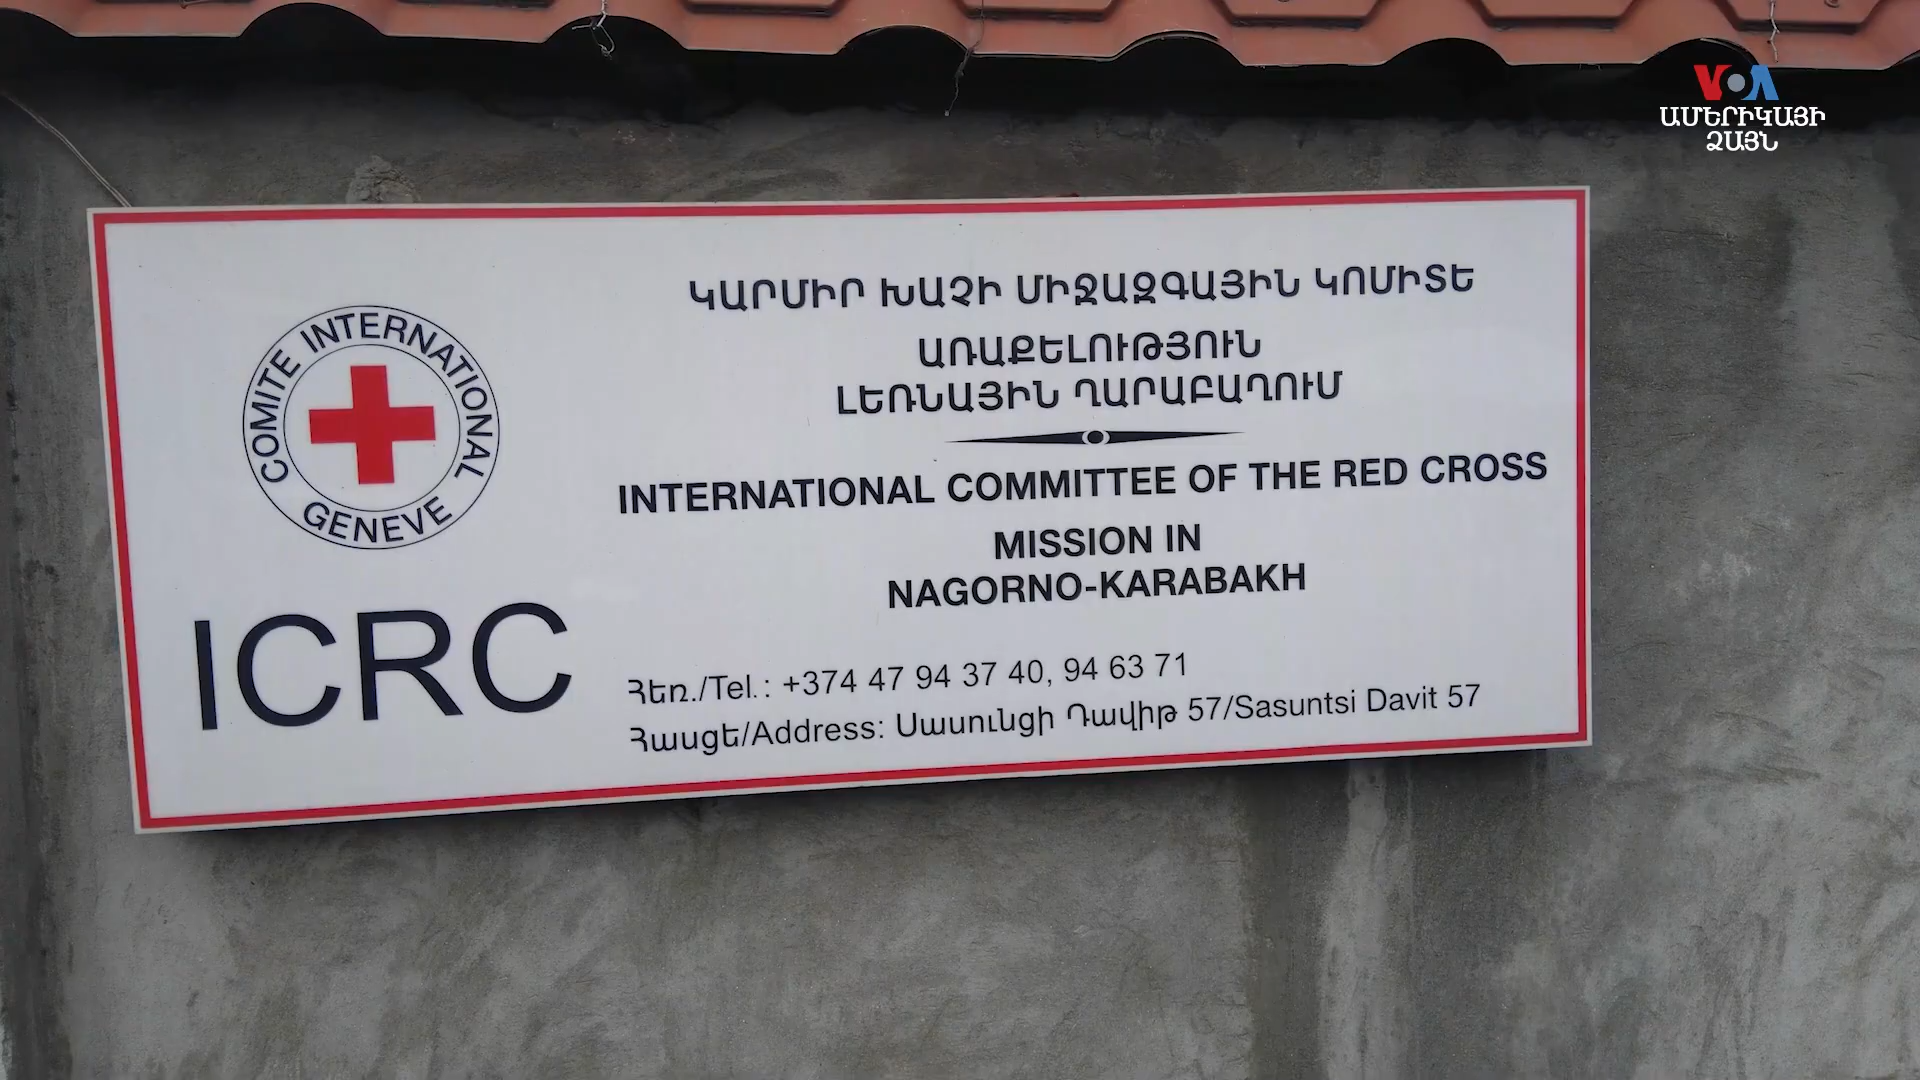 VOA
ԱՄԵՐԻԿԱՅԻ
ՁԱՅՆ
COMITE INTERNATIONAL
GENEVE
ICRC
ԿԱՐՄԻՐ ԽԱՉԻ ՄԻՋԱԶԳԱՅԻՆ ԿՈՄԻՏԵ
ԱՌԱՔԵԼՈՒԹՅՈՒՆ
ԼԵՌՆԱՅԻՆ ՂԱՐԱԲԱՂՈՒՄ
INTERNATIONAL COMMITTEE OF THE RED CROSS
MISSION IN
NAGORNO-KARABAKH
Հեռ./Tel.: +374 47 94 37 40, 94 63 71
Հասցե/Address: Սասունցի Դավիթ 57/Sasuntsi Davit 57